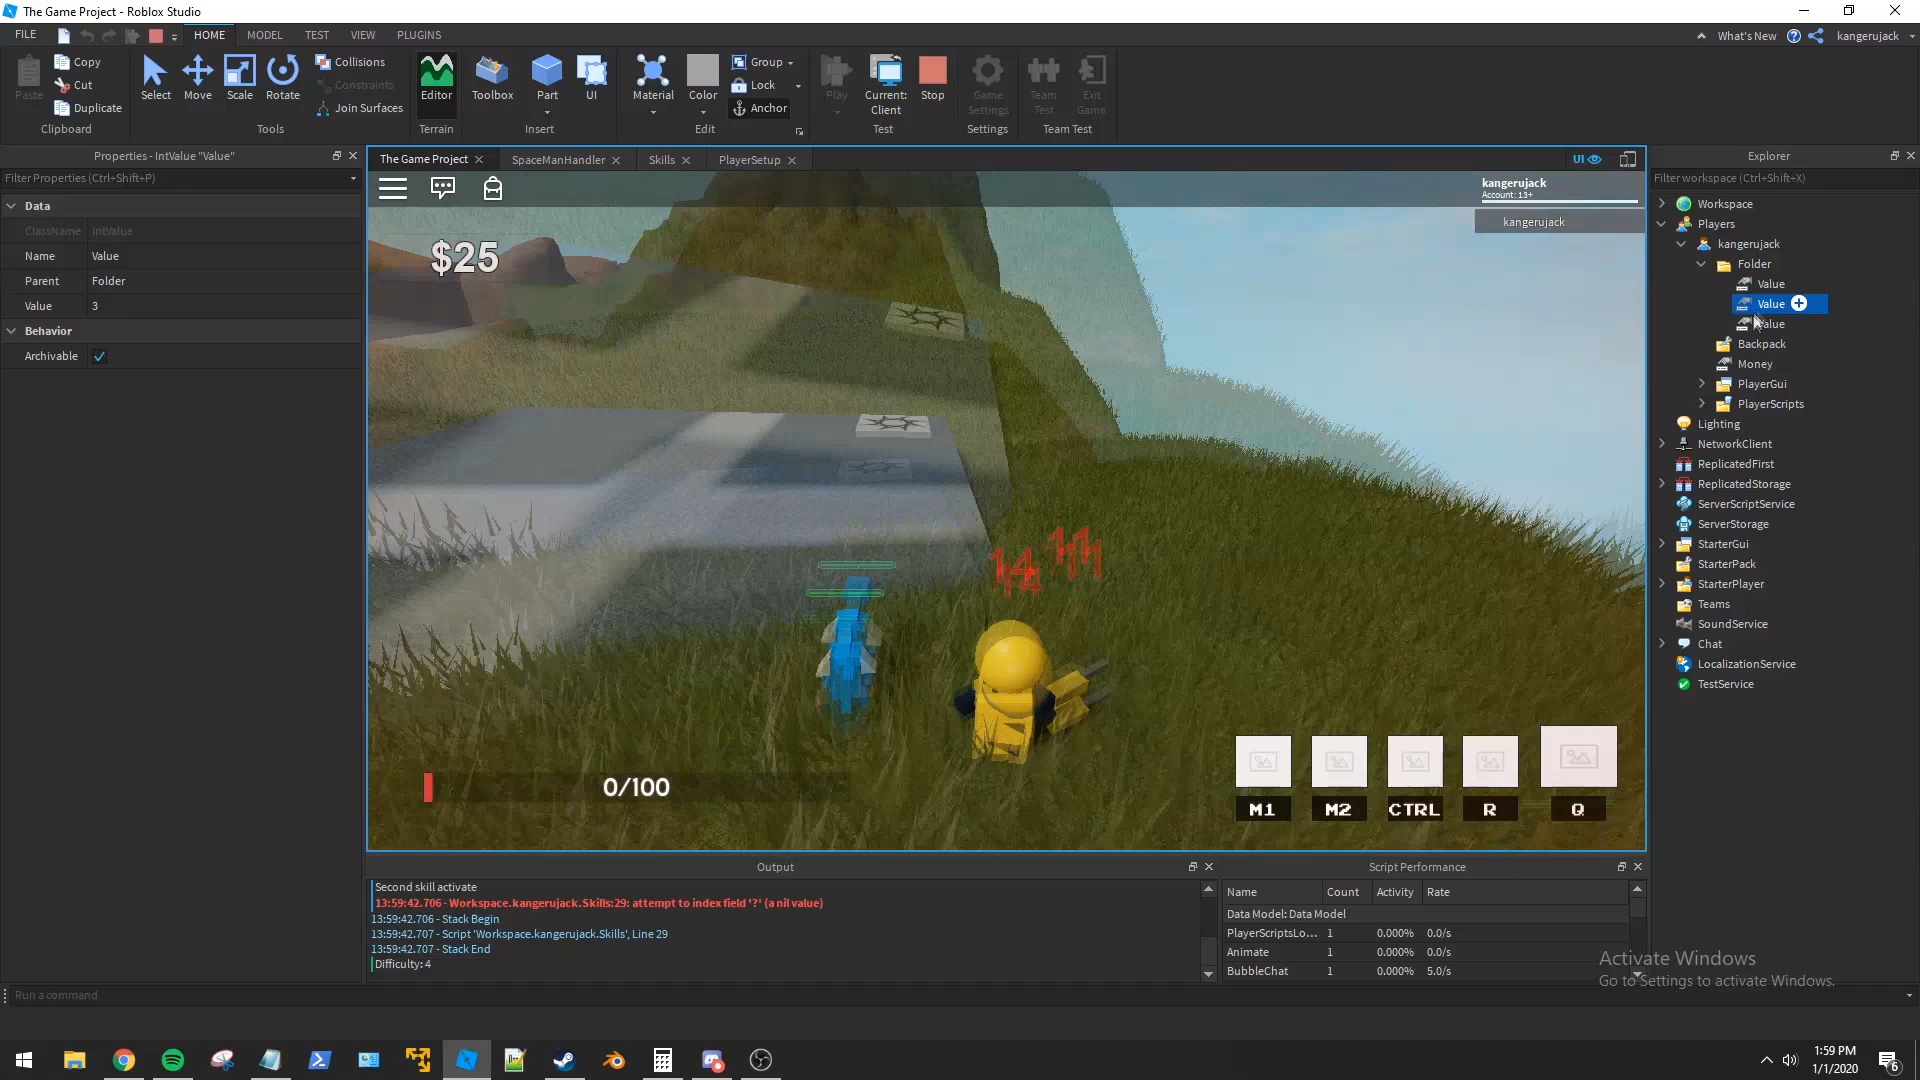 The Game Project - Roblox Studio
FILE HOME MODEL TEST VIEW PLUGINS What's New kangerujack
Paste Copy Cut Duplicate
Clipboard
Select Move Scale Rotate
Collisions
Constraints
Join Surfaces
Tools
Editor
Terrain
Toolbox Part UI
Insert
Material Color
Group
Lock
Anchor
Edit
Play Current: Client Stop
Test
Game Settings
Settings
Team Test Exit Game
Team Test
Properties - IntValue "Value"
Filter Properties (Ctrl+Shift+P)
Data
ClassName IntValue
Name Value
Parent Folder
Value 3
Behavior
Archivable
The Game Project SpaceManHandler Skills PlayerSetup UI
kangerujack
Account: 13+
kangerujack
$25
14 11
0/100
M1 M2 CTRL R Q
Explorer
Filter workspace (Ctrl+Shift+X)
Workspace
Players
kangerujack
Folder
Value
Value
Value
Backpack
Money
PlayerGui
PlayerScripts
Lighting
NetworkClient
ReplicatedFirst
ReplicatedStorage
ServerScriptService
ServerStorage
StarterGui
StarterPack
StarterPlayer
Teams
SoundService
Chat
LocalizationService
TestService
Output
Second skill activate
13:59:42.706 - Workspace.kangerujack.Skills:29: attempt to index field '?' (a nil value)
13:59:42.706 - Stack Begin
13:59:42.707 - Script 'Workspace.kangerujack.Skills', Line 29
13:59:42.707 - Stack End
Difficulty: 4
Script Performance
Name Count Activity Rate
Data Model: Data Model
PlayerScriptsLo... 1 0.000% 0.0/s
Animate 1 0.000% 0.0/s
BubbleChat 1 0.000% 5.0/s
Activate Windows
Go to Settings to activate Windows.
Run a command
1:59 PM
1/1/2020
6